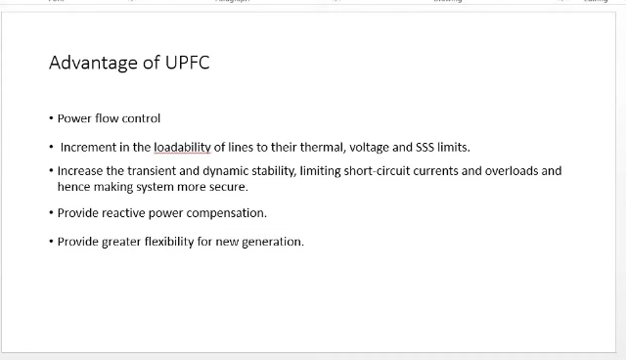 Advantage of UPFC
• Power flow control
• Increment in the loadability of lines to their thermal, voltage and SSS limits.
• Increase the transient and dynamic stability, limiting short-circuit currents and overloads and
hence making system more secure.
• Provide reactive power compensation.
• Provide greater flexibility for new generation.